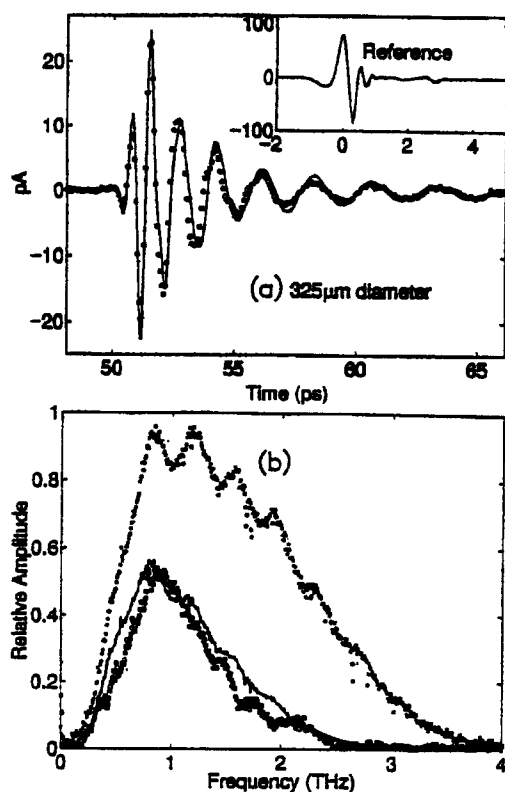 100
Reference
0
-100
-2 0 2 4
20
10
0
-10
-20
pA
(a) 325μm diameter
50 55 60 65
Time (ps)
1
0.8
0.6
0.4
0.2
0
Relative Amplitude
(b)
0 1 2 3 4
Frequency (THz)